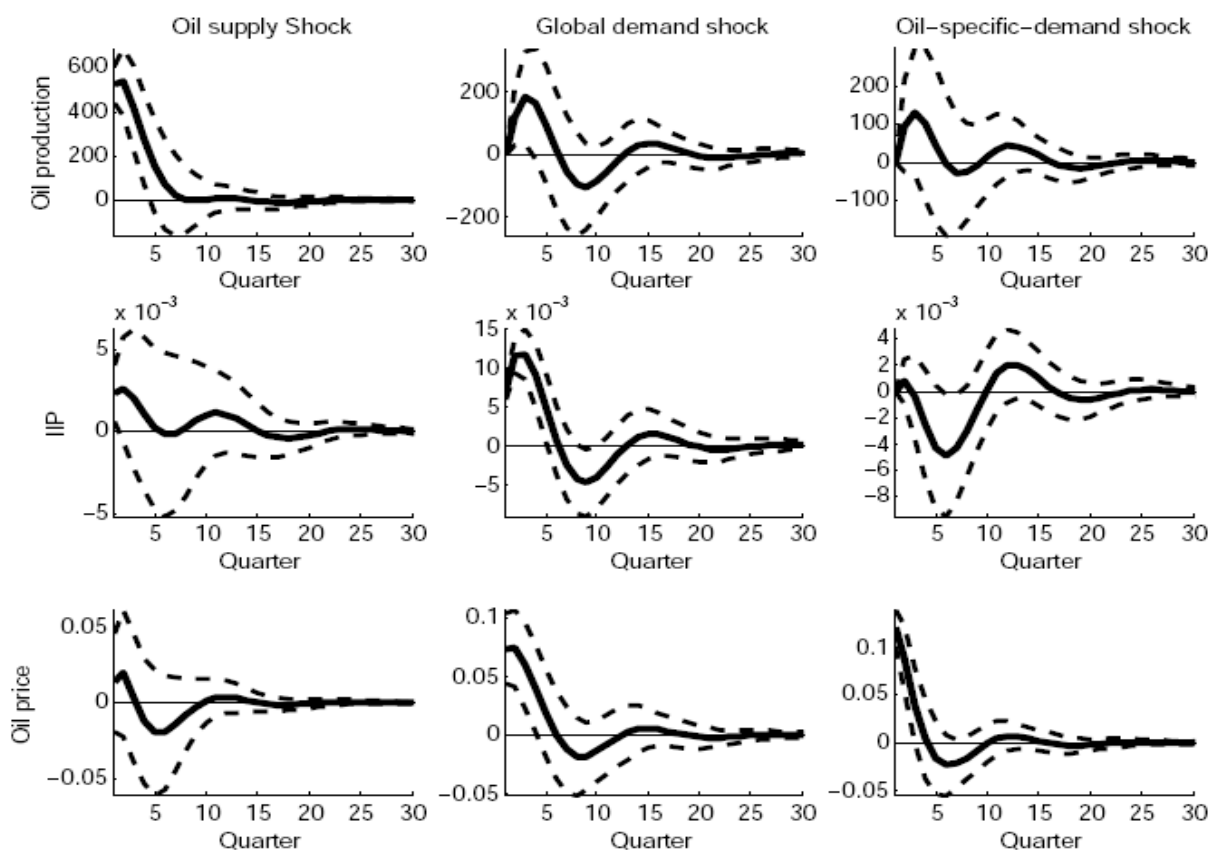 Oil supply Shock Global demand shock Oil-specific-demand shock
Oil production
600
400
200
0
5 10 15 20 25 30
Quarter
200
0
-200
5 10 15 20 25 30
Quarter
300
200
100
0
-100
5 10 15 20 25 30
Quarter
IIP
x 10⁻³
5
0
-5
5 10 15 20 25 30
Quarter
x 10⁻³
15
10
5
0
-5
5 10 15 20 25 30
Quarter
x 10⁻³
4
2
0
-2
-4
-6
-8
5 10 15 20 25 30
Quarter
Oil price
0.05
0
-0.05
5 10 15 20 25 30
Quarter
0.1
0.05
0
-0.05
5 10 15 20 25 30
Quarter
0.1
0.05
0
-0.05
5 10 15 20 25 30
Quarter